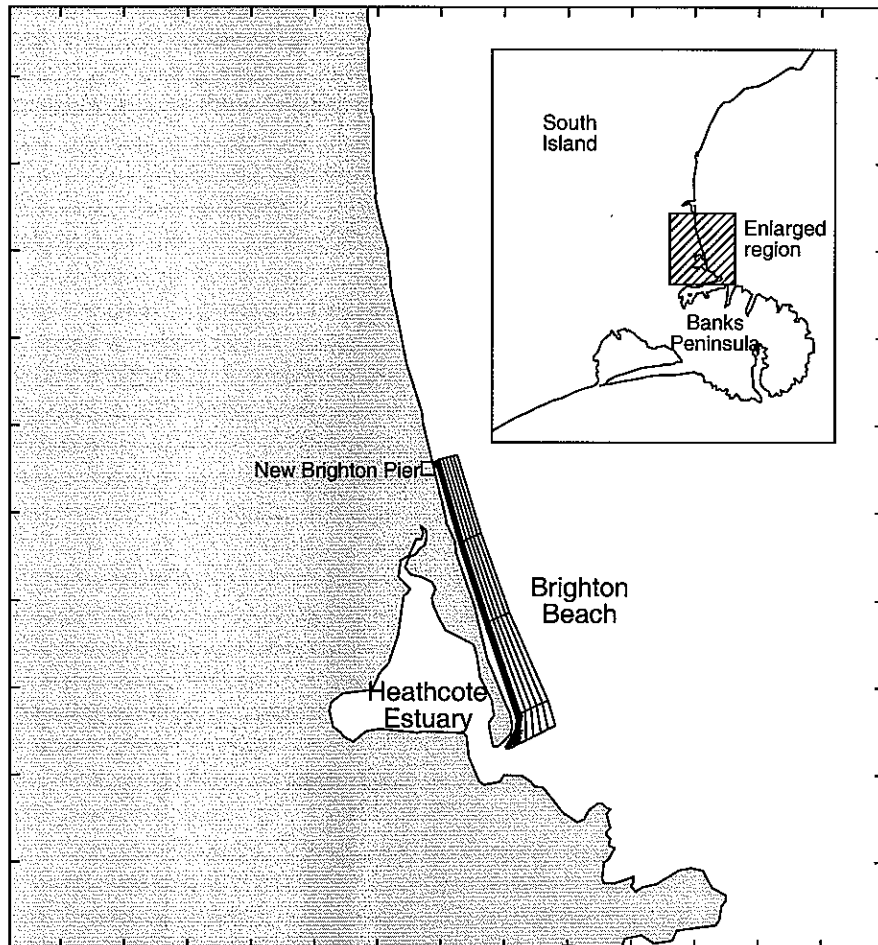 South
Island
Enlarged
region
Banks
Peninsula
New Brighton Pier
Brighton
Beach
Heathcote
Estuary